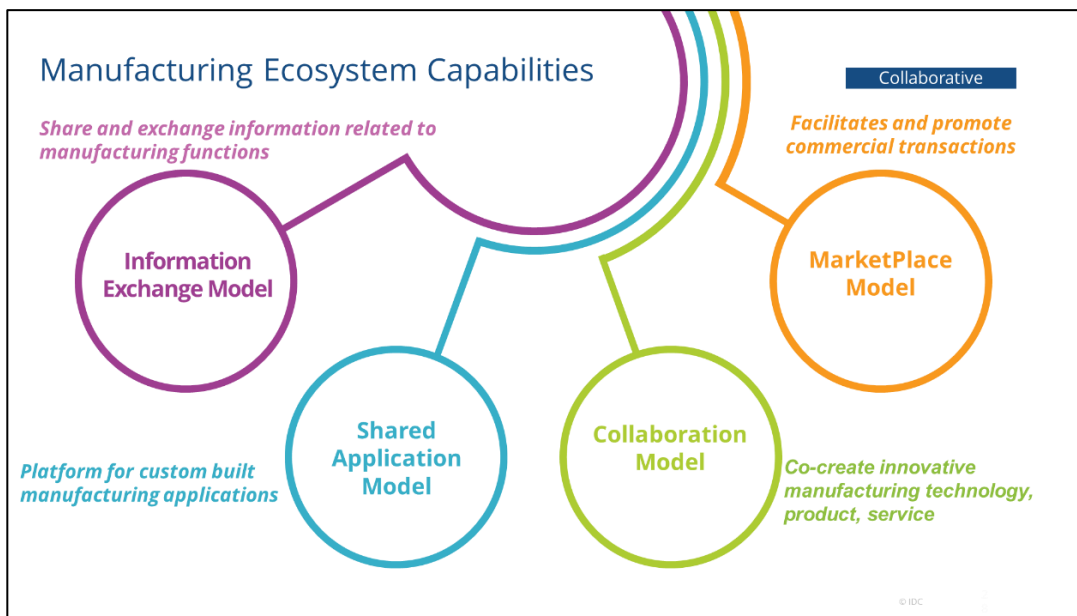 Manufacturing Ecosystem Capabilities
Collaborative
Share and exchange information related to
manufacturing functions
Facilitates and promote
commercial transactions
Information
Exchange Model
MarketPlace
Model
Shared
Application
Model
Collaboration
Model
Platform for custom built
manufacturing applications
Co-create innovative
manufacturing technology,
product, service
© IDC